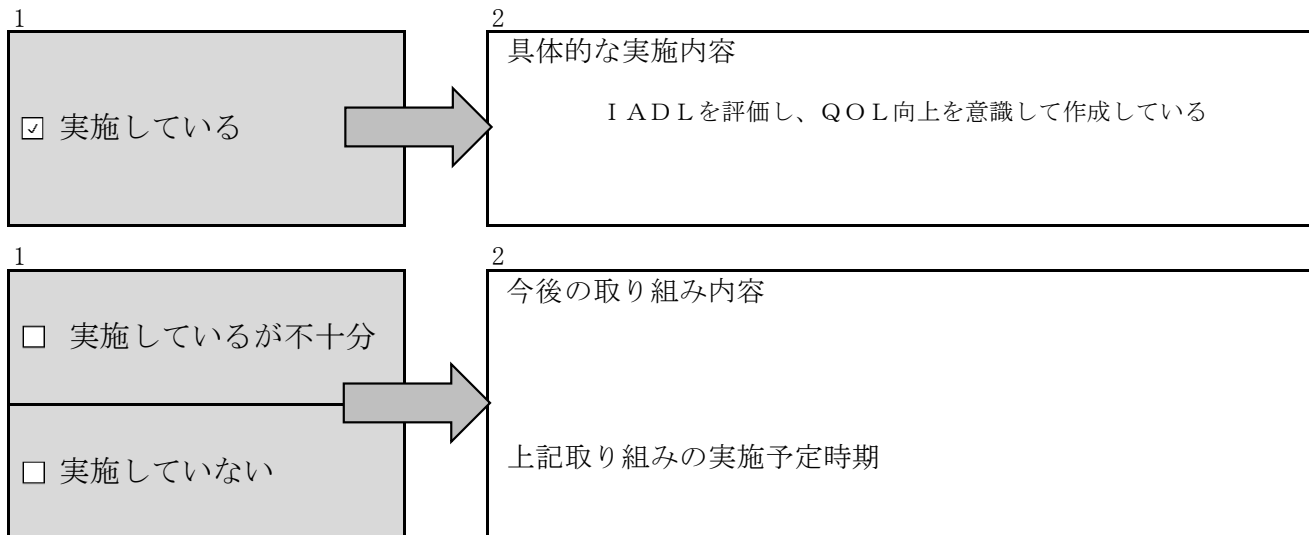 1
2
☑ 実施している
具体的な実施内容
ＩＡＤＬを評価し、ＱＯＬ向上を意識して作成している
1
2
☐ 実施しているが不十分
今後の取り組み内容
☐ 実施していない
上記取り組みの実施予定時期